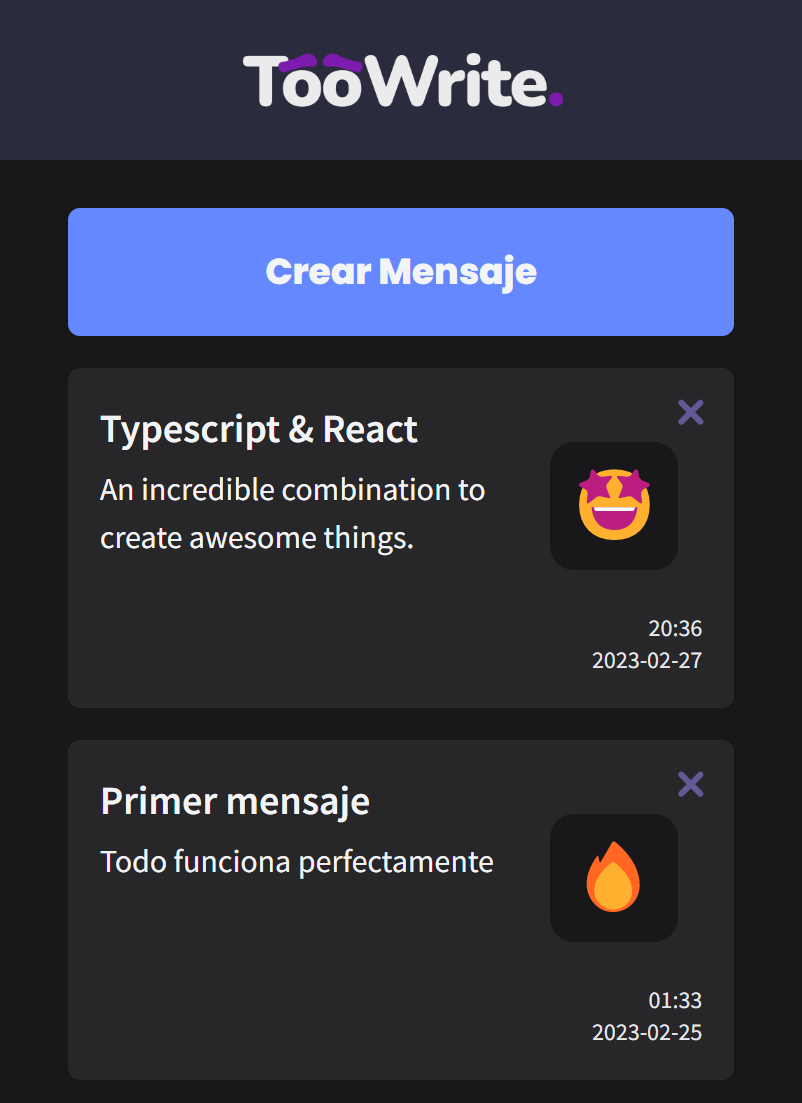 TooWrite.
Crear Mensaje
Typescript & React
An incredible combination to
create awesome things.
20:36
2023-02-27
Primer mensaje
Todo funciona perfectamente
01:33
2023-02-25